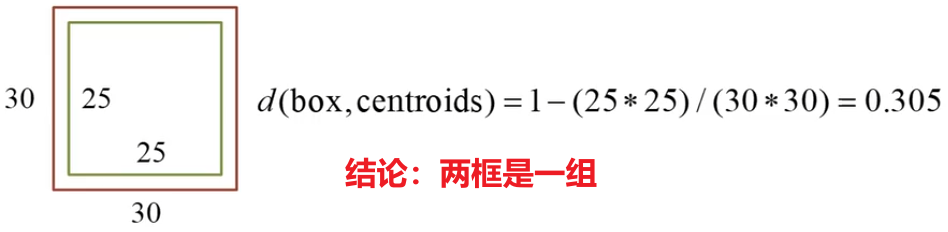 30
25
25
30
d(box,centroids) = 1−(25*25)/(30*30) = 0.305
结论：两框是一组